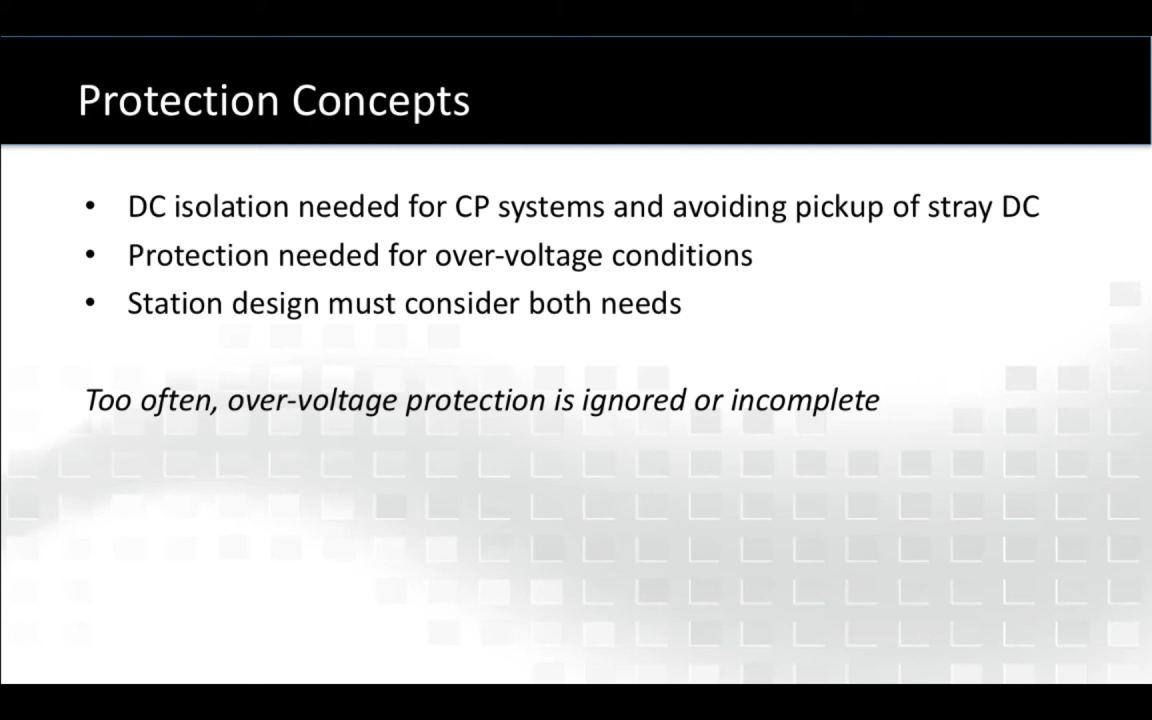 Protection Concepts
• DC isolation needed for CP systems and avoiding pickup of stray DC
• Protection needed for over-voltage conditions
• Station design must consider both needs
Too often, over-voltage protection is ignored or incomplete